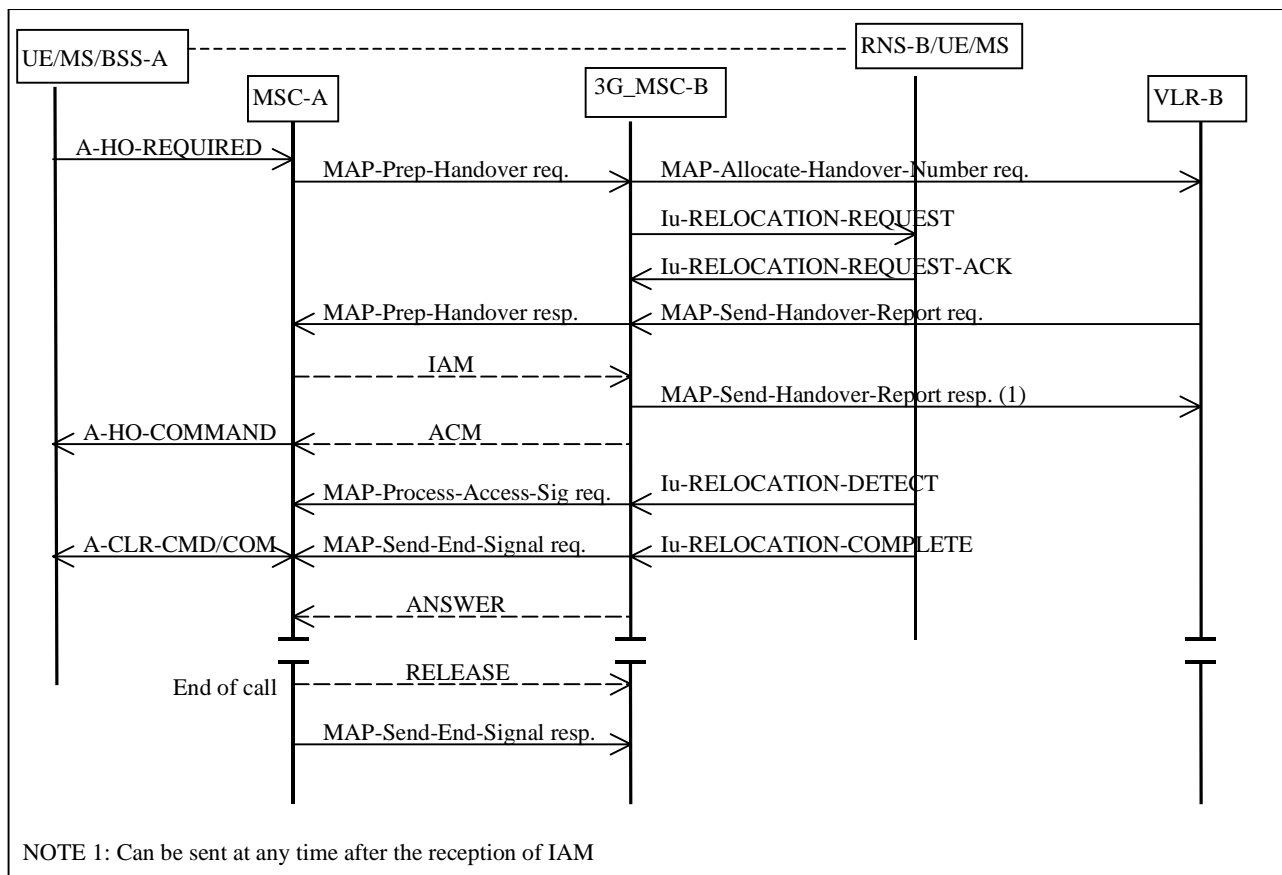 UE/MS/BSS-A
RNS-B/UE/MS
MSC-A
3G_MSC-B
VLR-B
A-HO-REQUIRED
MAP-Prep-Handover req.
MAP-Allocate-Handover-Number req.
Iu-RELOCATION-REQUEST
Iu-RELOCATION-REQUEST-ACK
MAP-Prep-Handover resp.
MAP-Send-Handover-Report req.
IAM
MAP-Send-Handover-Report resp. (1)
A-HO-COMMAND
ACM
Iu-RELOCATION-DETECT
MAP-Process-Access-Sig req.
A-CLR-CMD/COM
MAP-Send-End-Signal req.
Iu-RELOCATION-COMPLETE
ANSWER
RELEASE
End of call
MAP-Send-End-Signal resp.
NOTE 1: Can be sent at any time after the reception of IAM